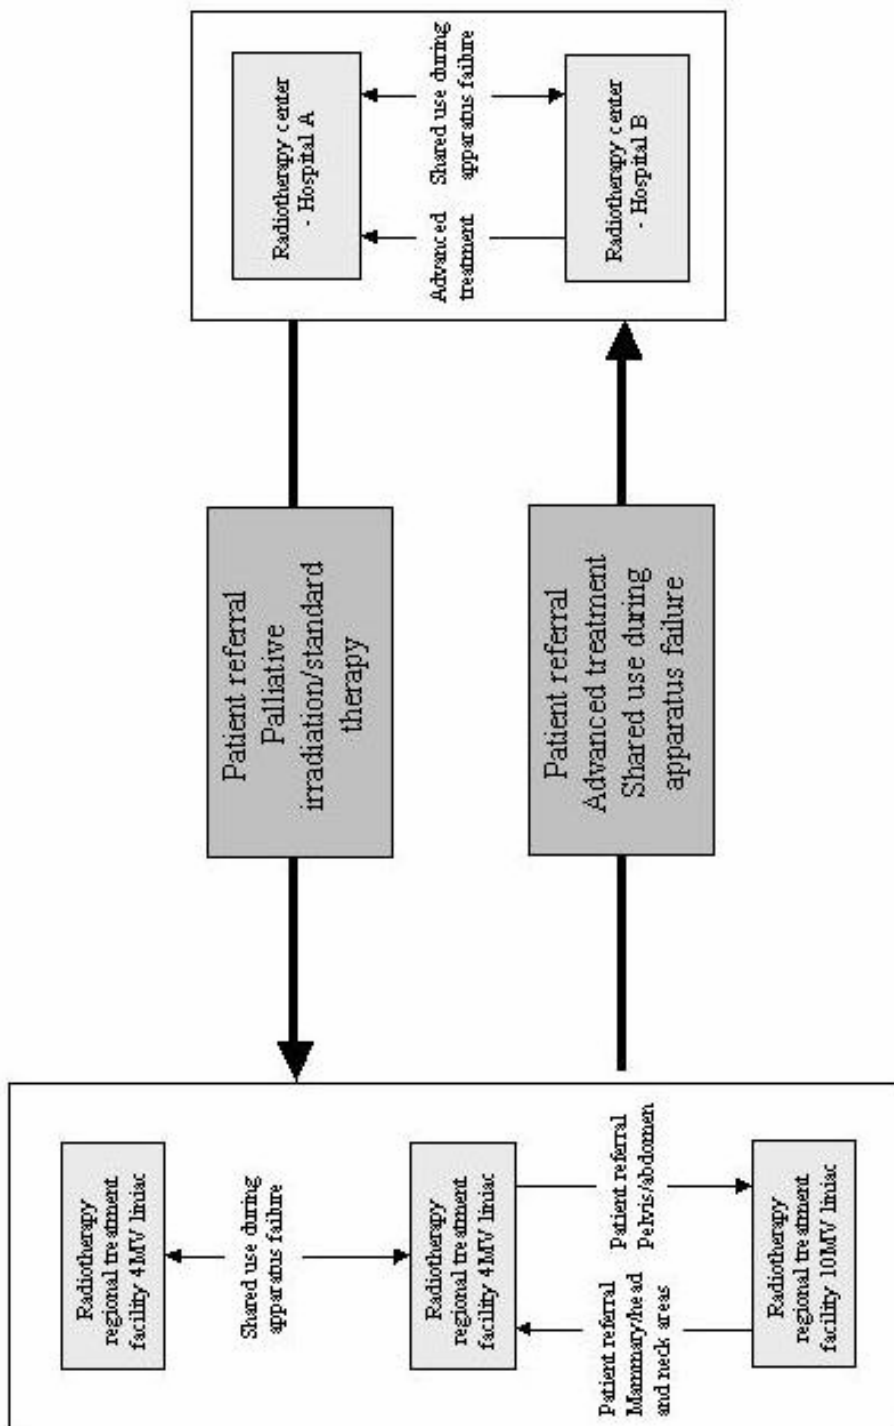 Radiotherapy
regional treatment
facility 10MV liniac
Patient referral
Mammary/head
and neck areas
Patient referral
Pelvis/abdomen
Radiotherapy
regional treatment
facility 4MV liniac
Shared use during
apparatus failure
Radiotherapy
regional treatment
facility 4MV liniac
Patient referral
Advanced treatment
Shared use during
apparatus failure
Patient referral
Palliative
irradiation/standard
therapy
Radiotherapy center
- Hospital B
Advanced
treatment
Shared use during
apparatus failure
Radiotherapy center
- Hospital A